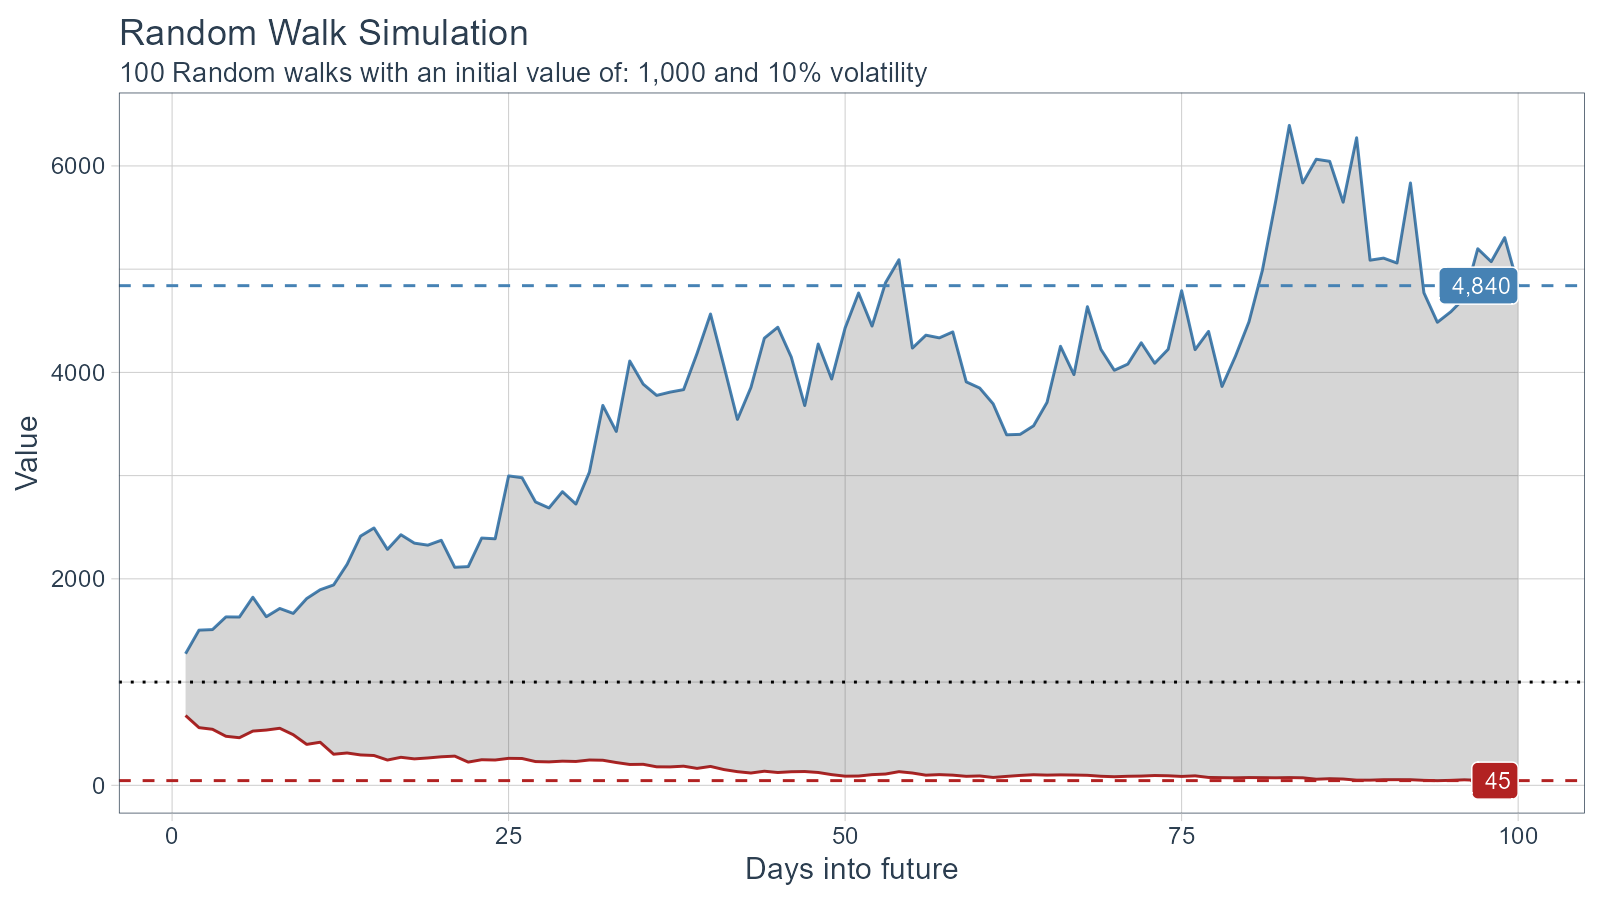 Random Walk Simulation
100 Random walks with an initial value of: 1,000 and 10% volatility
Value
6000
4000
2000
0
4,840
45
0
25
50
75
100
Days into future